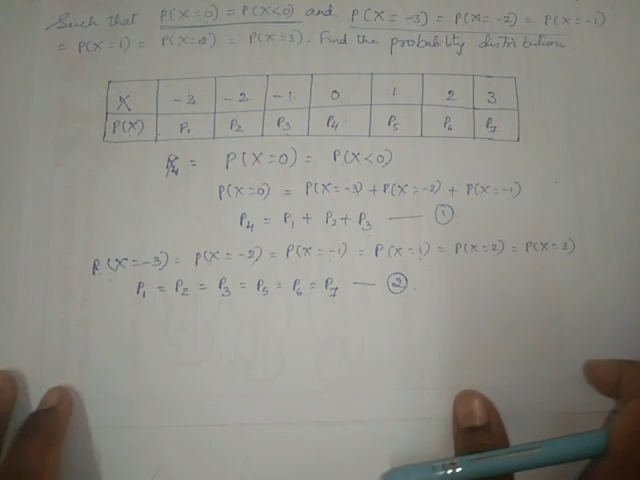 Such that P(X=0) = P(X<0) and P(X=-3) = P(X=-2) = P(X=-1)
= P(X=1) = P(X=2) = P(X=3). Find the probability distribution.
X -3 -2 -1 0 1 2 3
P(X) P1 P2 P3 P4 P5 P6 P7
= P(X=0) = P(X<0)
P(X=0) = P(X=-3) + P(X=-2) + P(X=-1)
P4 = P1 + P2 + P3 — ①
P(X=-3) = P(X=-2) = P(X=-1) = P(X=1) = P(X=2) = P(X=3)
P1 = P2 = P3 = P5 = P6 = P7 — ②.